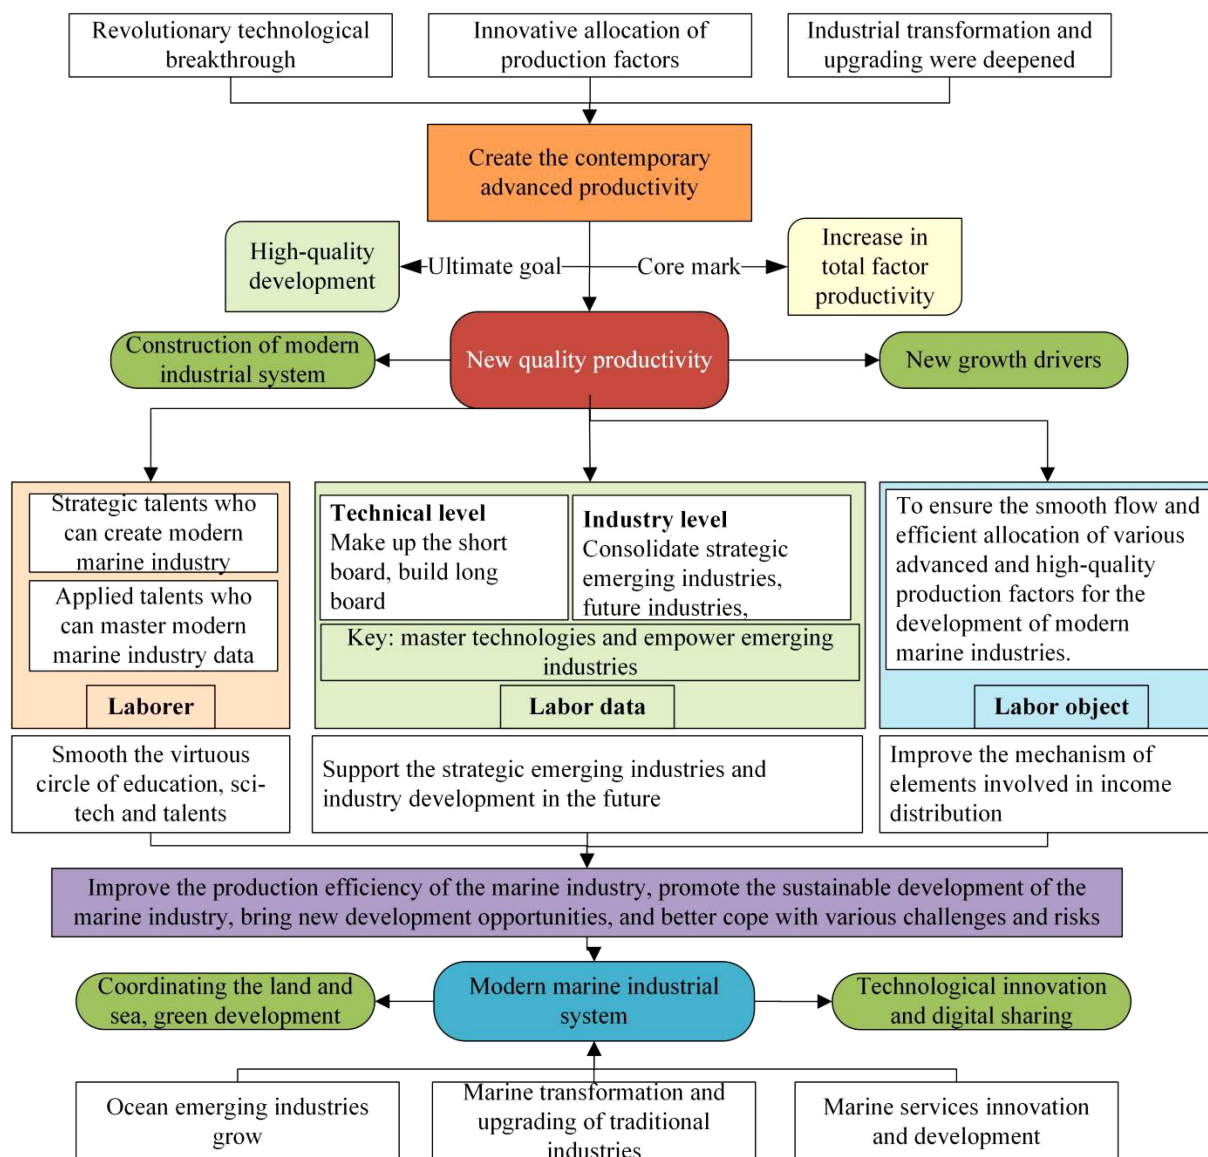 Revolutionary technological
breakthrough
Innovative allocation of
production factors
Industrial transformation and
upgrading were deepened
Create the contemporary
advanced productivity
High-quality
development
Ultimate goal
Core mark
Increase in
total factor
productivity
Construction of modern
industrial system
New quality productivity
New growth drivers
Strategic talents who
can create modern
marine industry
Applied talents who
can master modern
marine industry data
Laborer
Technical level
Make up the short
board, build long
board
Industry level
Consolidate strategic
emerging industries,
future industries,
Key: master technologies and empower emerging
industries
Labor data
To ensure the smooth flow and
efficient allocation of various
advanced and high-quality
production factors for the
development of modern
marine industries.
Labor object
Smooth the virtuous
circle of education, sci-
tech and talents
Support the strategic emerging industries and
industry development in the future
Improve the mechanism of
elements involved in income
distribution
Improve the production efficiency of the marine industry, promote the sustainable development of the
marine industry, bring new development opportunities, and better cope with various challenges and risks
Coordinating the land and
sea, green development
Modern marine industrial
system
Technological innovation
and digital sharing
Ocean emerging industries
grow
Marine transformation and
upgrading of traditional
industries
Marine services innovation
and development